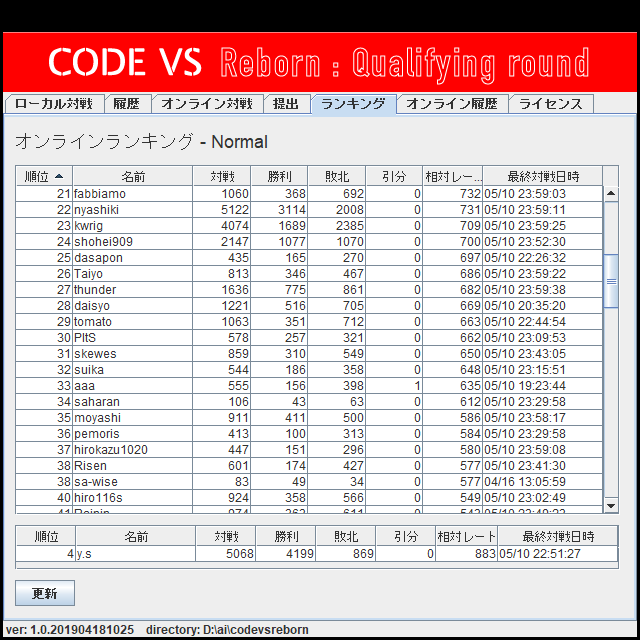 CODE VS Reborn : Qualifying round
ローカル対戦 履歴 オンライン対戦 提出 ランキング オンライン履歴 ライセンス
オンラインランキング - Normal
順位 名前 対戦 勝利 敗北 引分 相対レー... 最終対戦日時
21 fabbiamo 1060 368 692 0 732 05/10 23:59:03
22 nyashiki 5122 3114 2008 0 731 05/10 23:59:11
23 kwrig 4074 1689 2385 0 709 05/10 23:59:25
24 shohei909 2147 1077 1070 0 700 05/10 23:52:30
25 dasapon 435 165 270 0 697 05/10 22:26:32
26 Taiyo 813 346 467 0 686 05/10 23:59:22
27 thunder 1636 775 861 0 682 05/10 23:59:38
28 daisyo 1221 516 705 0 669 05/10 20:35:20
29 tomato 1063 351 712 0 663 05/10 22:44:54
30 PltS 578 257 321 0 662 05/10 23:09:53
31 skewes 859 310 549 0 650 05/10 23:43:05
32 suika 544 186 358 0 648 05/10 23:15:51
33 aaa 555 156 398 1 635 05/10 19:23:44
34 saharan 106 43 63 0 612 05/10 23:29:58
35 moyashi 911 411 500 0 586 05/10 23:58:17
36 pemoris 413 100 313 0 584 05/10 23:29:58
37 hirokazu1020 447 151 296 0 580 05/10 23:59:08
38 Risen 601 174 427 0 577 05/10 23:41:30
38 sa-wise 83 49 34 0 577 04/16 13:05:59
40 hiro116s 924 358 566 0 549 05/10 23:02:49
順位 名前 対戦 勝利 敗北 引分 相対レート 最終対戦日時
4 y.s 5068 4199 869 0 883 05/10 22:51:27
更新
ver: 1.0.201904181025 directory: D:\ai\codevsreborn